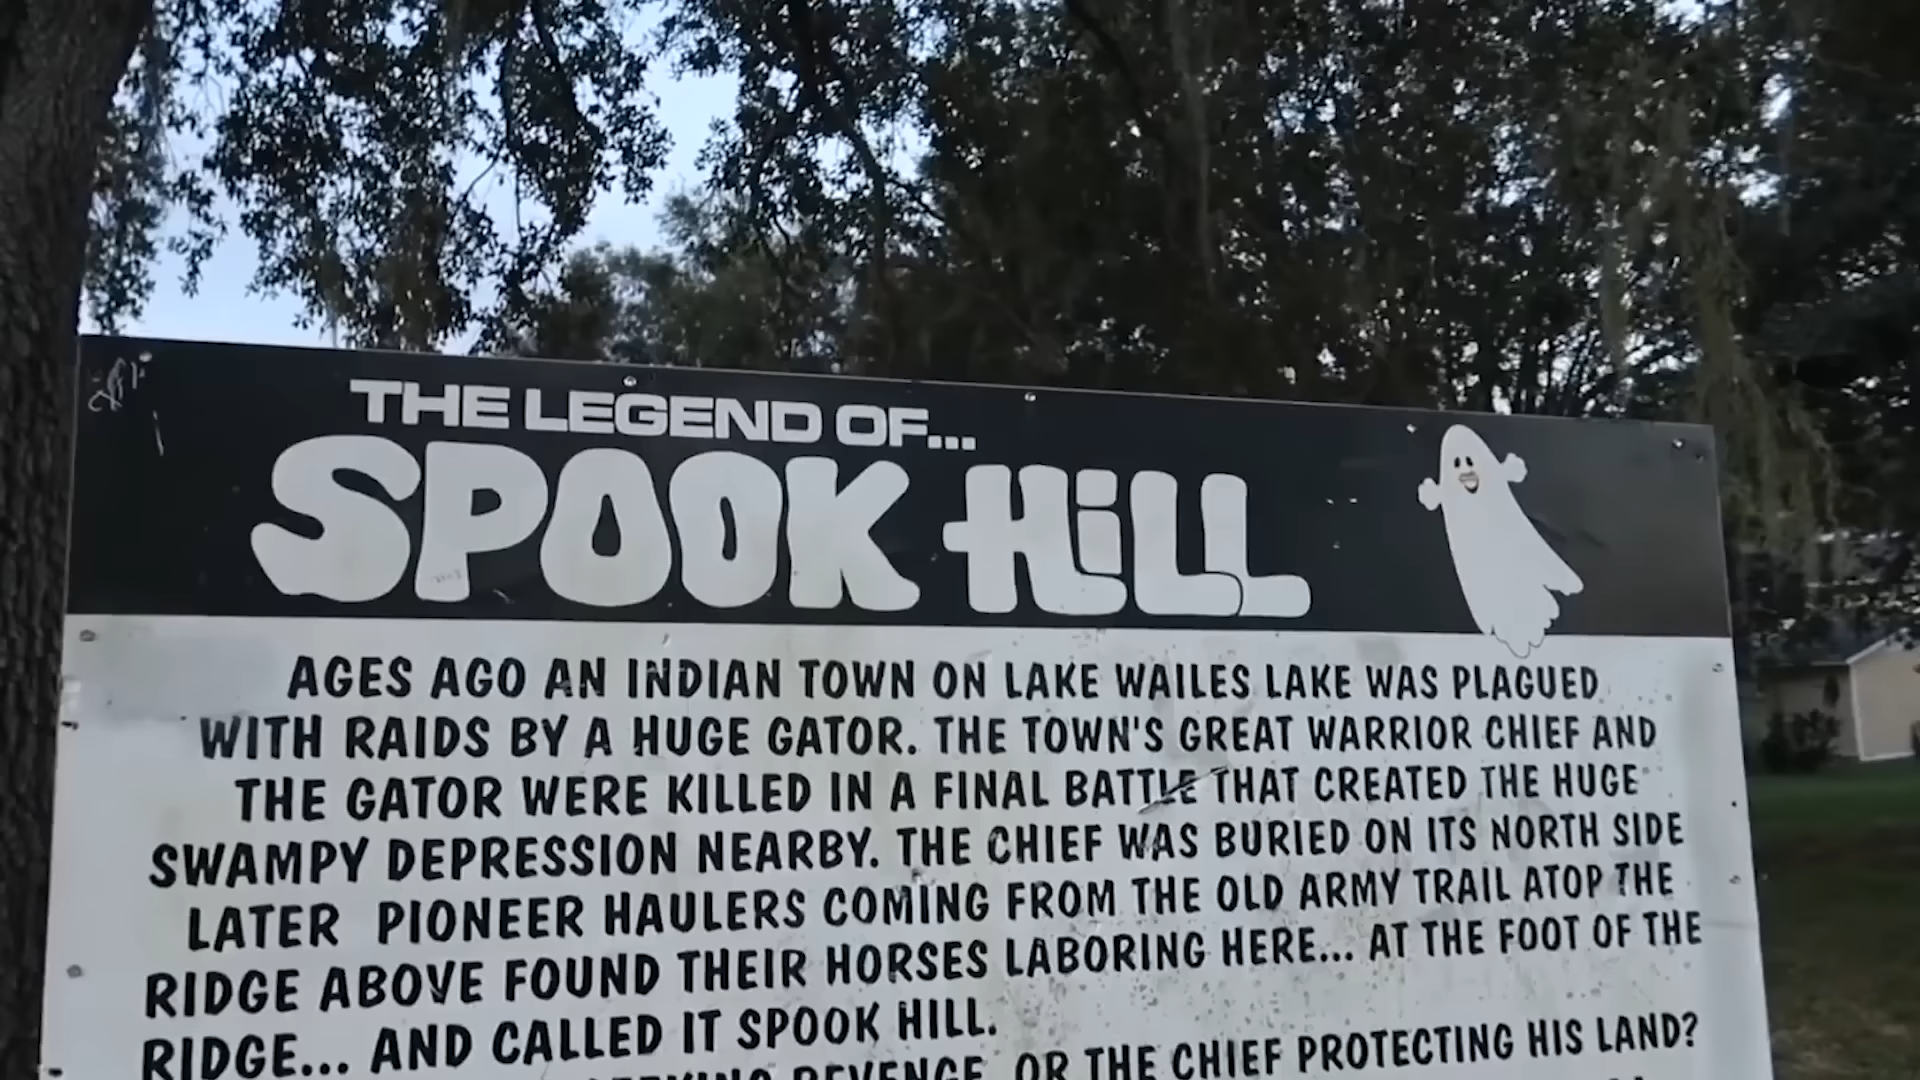 THE LEGEND OF...
SPOOK HiLL
AGES AGO AN INDIAN TOWN ON LAKE WAILES LAKE WAS PLAGUED
WITH RAIDS BY A HUGE GATOR. THE TOWN'S GREAT WARRIOR CHIEF AND
THE GATOR WERE KILLED IN A FINAL BATTLE THAT CREATED THE HUGE
SWAMPY DEPRESSION NEARBY. THE CHIEF WAS BURIED ON ITS NORTH SIDE
LATER PIONEER HAULERS COMING FROM THE OLD ARMY TRAIL ATOP THE
RIDGE ABOVE FOUND THEIR HORSES LABORING HERE... AT THE FOOT OF THE
RIDGE... AND CALLED IT SPOOK HILL.
REVENGE, OR THE CHIEF PROTECTING HIS LAND?